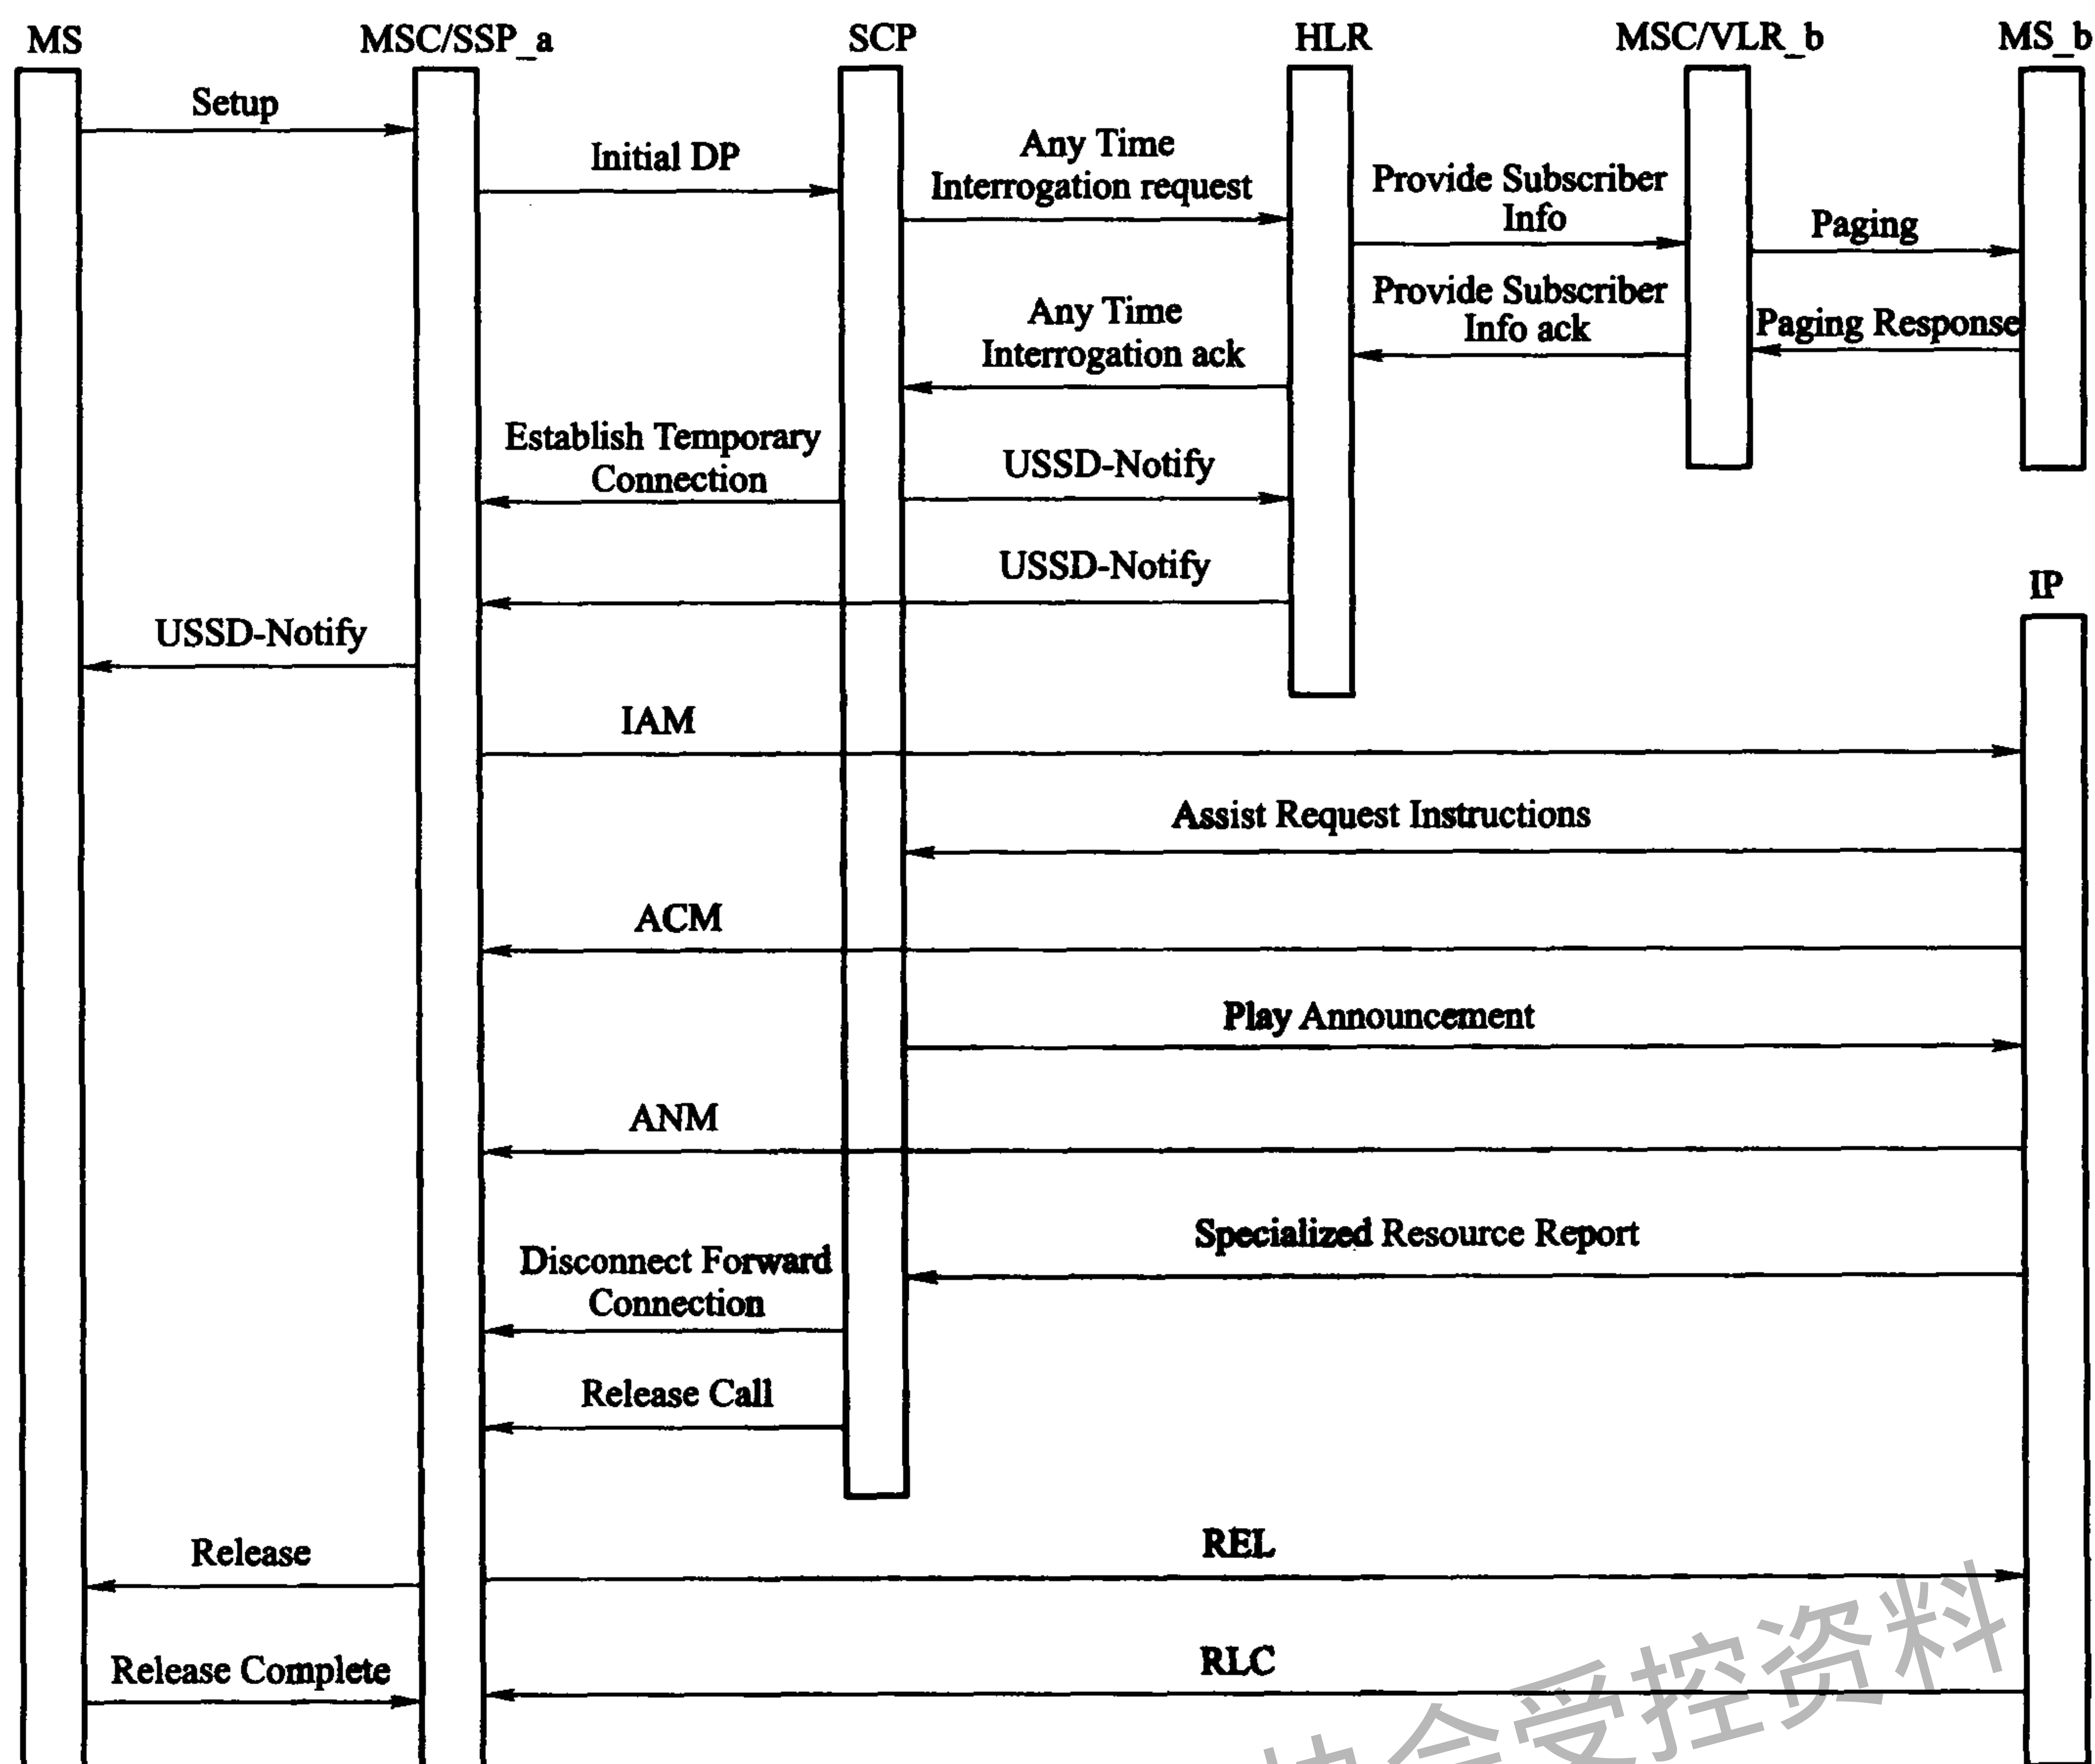 MS
MSC/SSP_a
SCP
HLR
MSC/VLR_b
MS_b
Setup
Initial DP
Any Time
Interrogation request
Provide Subscriber
Info
Paging
Provide Subscriber
Info ack
Paging Response
Any Time
Interrogation ack
Establish Temporary
Connection
USSD-Notify
USSD-Notify
IP
USSD-Notify
IAM
Assist Request Instructions
ACM
Play Announcement
ANM
Specialized Resource Report
Disconnect Forward
Connection
Release Call
Release
REL
Release Complete
RLC
受控资料